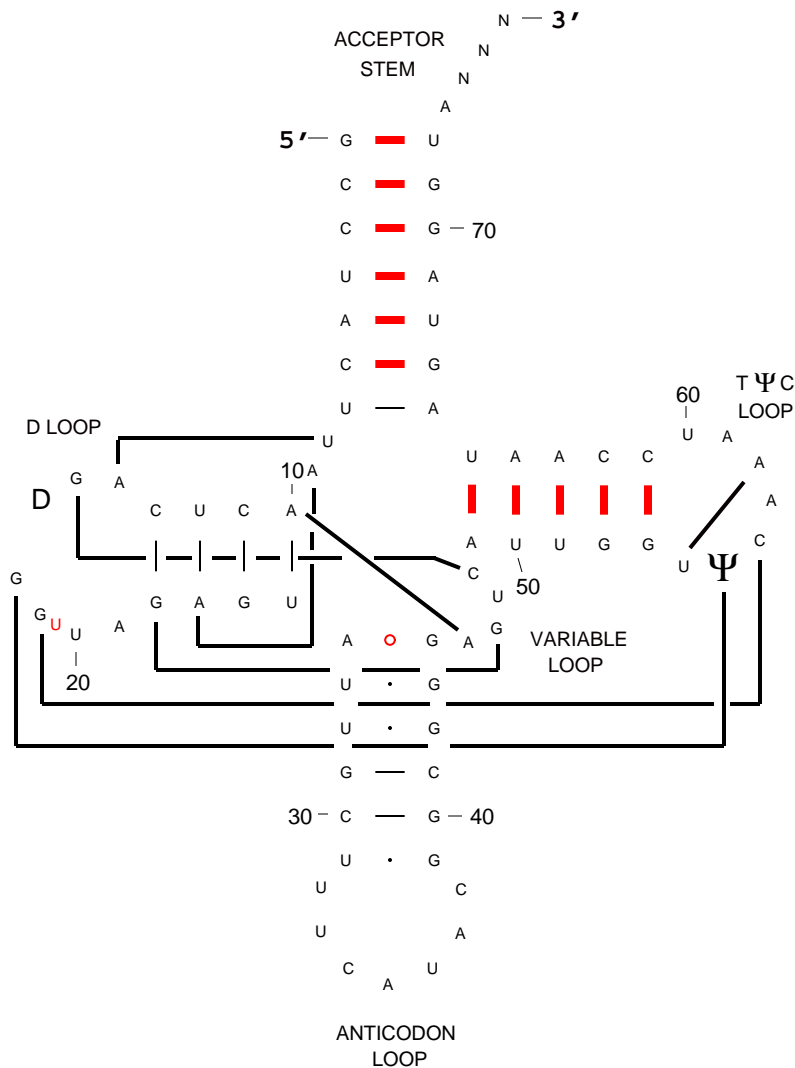 N 3'
ACCEPTOR N
STEM N
A
5' G U
C G
C G 70
U A
A U
C G
U A
60
T Ψ C
LOOP
D LOOP
U
U A
G A
10 A
U A A C C
A
D
C U C A
A
A U U G G U Ψ C
C 50
G
U
G A G A U
U
G U U A
A G A G
VARIABLE
LOOP
20
U G
U G
G C
30 C G 40
U G
U C
U A
C A U
ANTICODON
LOOP